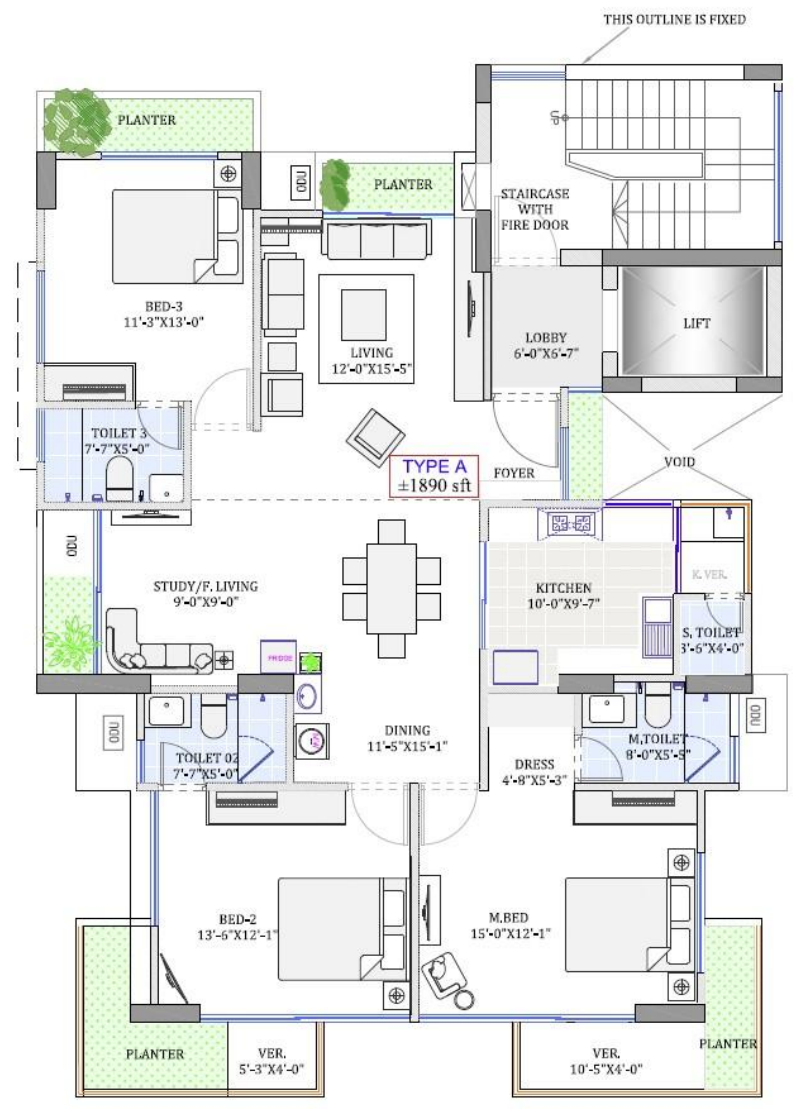 THIS OUTLINE IS FIXED
PLANTER
UP
ODU
PLANTER
STAIRCASE
WITH
FIRE DOOR
BED-3
11'-3"X13'-0"
LIVING
12'-0"X15'-5"
LOBBY
6'-0"X6'-7"
LIFT
TOILET 3
7'-7"X5'-0"
TYPE A
±1890 sft
FOYER
VOID
ODU
STUDY/F. LIVING
9'-0"X9'-0"
KITCHEN
10'-0"X9'-7"
K. VER.
S. TOILET
3'-6"X4'-0"
FRIDGE
ODU
TOILET 02
7'-7"X5'-0"
WM
DINING
11'-5"X15'-1"
DRESS
4'-8"X5'-3"
M.TOILET
8'-0"X5'-5"
ODU
BED-2
13'-6"X12'-1"
M.BED
15'-0"X12'-1"
PLANTER
VER.
5'-3"X4'-0"
VER.
10'-5"X4'-0"
PLANTER